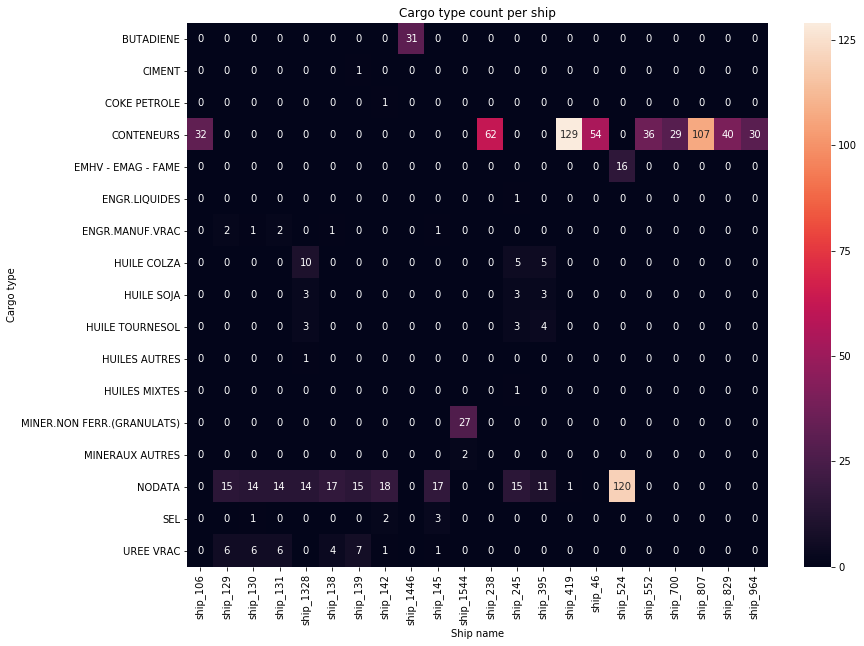 Cargo type count per ship
BUTADIENE 0 0 0 0 0 0 0 0 31 0 0 0 0 0 0 0 0 0 0 0 0 0
CIMENT 0 0 0 0 0 0 1 0 0 0 0 0 0 0 0 0 0 0 0 0 0 0
COKE PETROLE 0 0 0 0 0 0 0 1 0 0 0 0 0 0 0 0 0 0 0 0 0 0
CONTENEURS 32 0 0 0 0 0 0 0 0 0 0 62 0 0 129 54 0 36 29 107 40 30
EMHV - EMAG - FAME 0 0 0 0 0 0 0 0 0 0 0 0 0 0 0 0 16 0 0 0 0 0
ENGR.LIQUIDES 0 0 0 0 0 0 0 0 0 0 0 0 1 0 0 0 0 0 0 0 0 0
ENGR.MANUF.VRAC 0 2 1 2 0 1 0 0 0 1 0 0 0 0 0 0 0 0 0 0 0 0
HUILE COLZA 0 0 0 0 10 0 0 0 0 0 0 0 5 5 0 0 0 0 0 0 0 0
HUILE SOJA 0 0 0 0 3 0 0 0 0 0 0 0 3 3 0 0 0 0 0 0 0 0
HUILE TOURNESOL 0 0 0 0 3 0 0 0 0 0 0 0 3 4 0 0 0 0 0 0 0 0
HUILES AUTRES 0 0 0 0 1 0 0 0 0 0 0 0 0 0 0 0 0 0 0 0 0 0
HUILES MIXTES 0 0 0 0 0 0 0 0 0 0 0 0 1 0 0 0 0 0 0 0 0 0
MINER.NON FERR.(GRANULATS) 0 0 0 0 0 0 0 0 0 0 27 0 0 0 0 0 0 0 0 0 0 0
MINERAUX AUTRES 0 0 0 0 0 0 0 0 0 0 2 0 0 0 0 0 0 0 0 0 0 0
NODATA 0 15 14 14 14 17 15 18 0 17 0 0 15 11 1 0 120 0 0 0 0 0
SEL 0 0 1 0 0 0 0 2 0 3 0 0 0 0 0 0 0 0 0 0 0 0
UREE VRAC 0 6 6 6 0 4 7 1 0 1 0 0 0 0 0 0 0 0 0 0 0 0
Cargo type
ship_106 ship_129 ship_130 ship_131 ship_1328 ship_138 ship_139 ship_142 ship_1446 ship_145 ship_1544 ship_238 ship_245 ship_395 ship_419 ship_46 ship_524 ship_552 ship_700 ship_807 ship_829 ship_964
Ship name
125
100
75
50
25
0